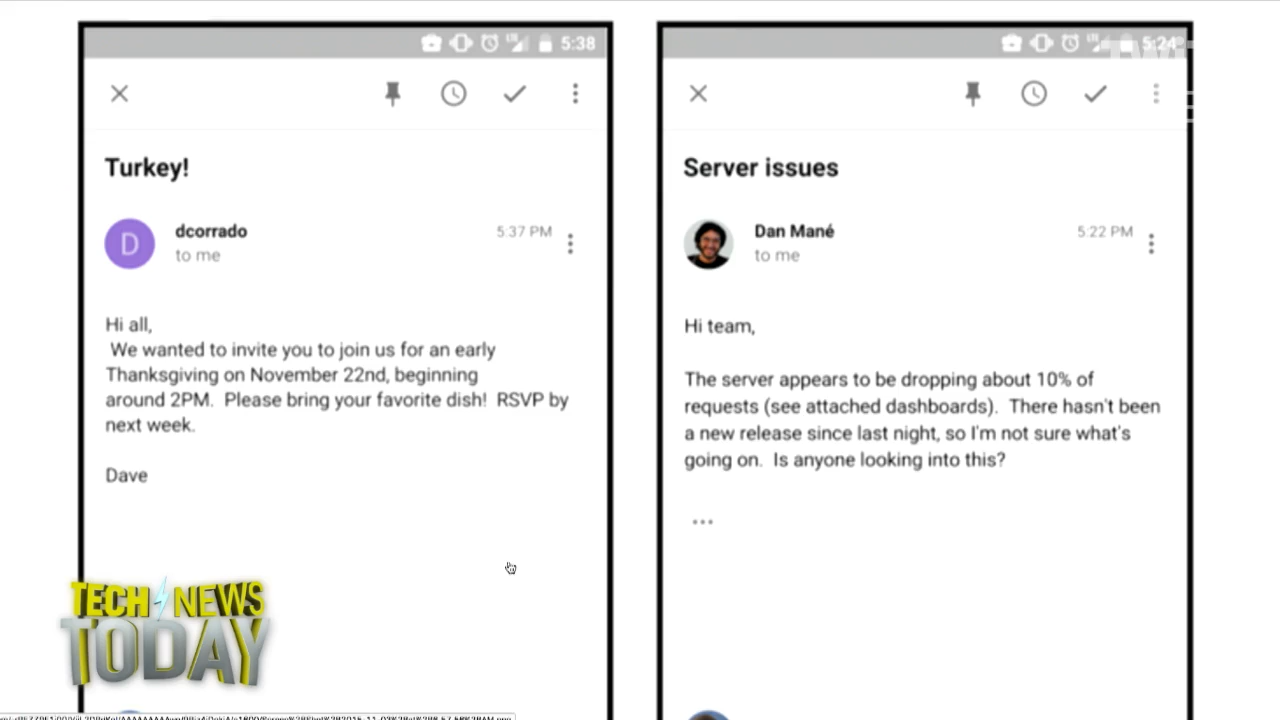 5:38
Turkey!
D
dcorrado
5:37 PM
to me
Hi all,
We wanted to invite you to join us for an early
Thanksgiving on November 22nd, beginning
around 2PM.  Please bring your favorite dish!  RSVP by
next week.
Dave
5:24
TWiT
Server issues
Dan Mané
5:22 PM
to me
Hi team,
The server appears to be dropping about 10% of
requests (see attached dashboards).  There hasn't been
a new release since last night, so I'm not sure what's
going on.  Is anyone looking into this?
...
TECH NEWS
TODAY